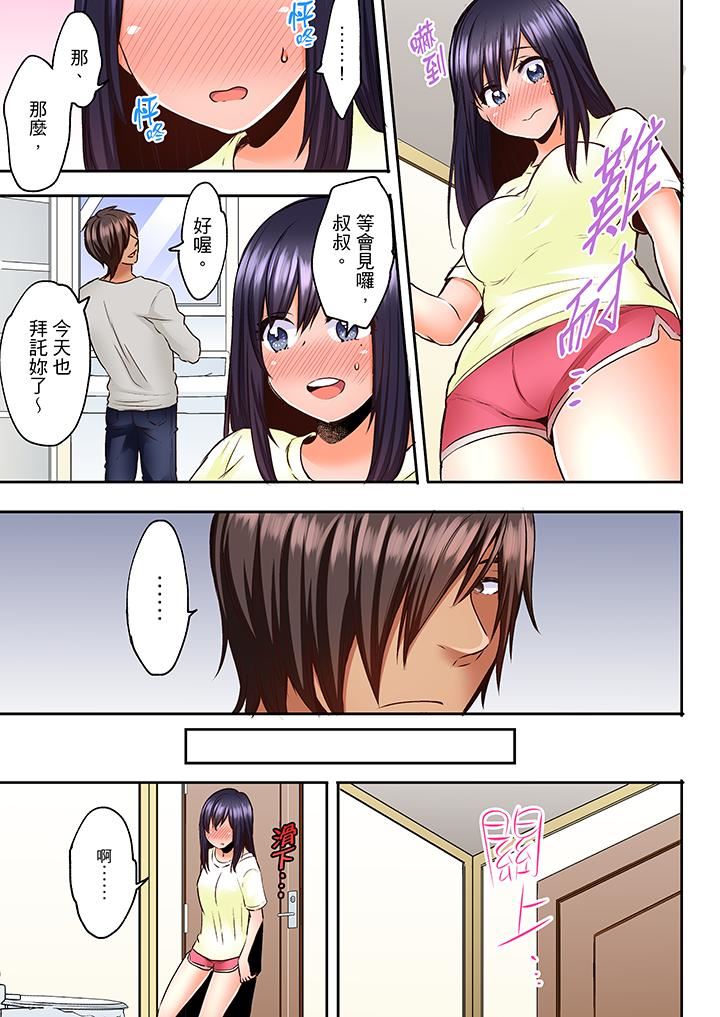 嚇到
難耐⋯
⋯⋯！
怦咚
怦咚
那、
那麼，
等會見囉，
叔叔。
好喔。
今天也
拜託妳了～
⋯⋯
關上⋯
滑下⋯
啊⋯⋯